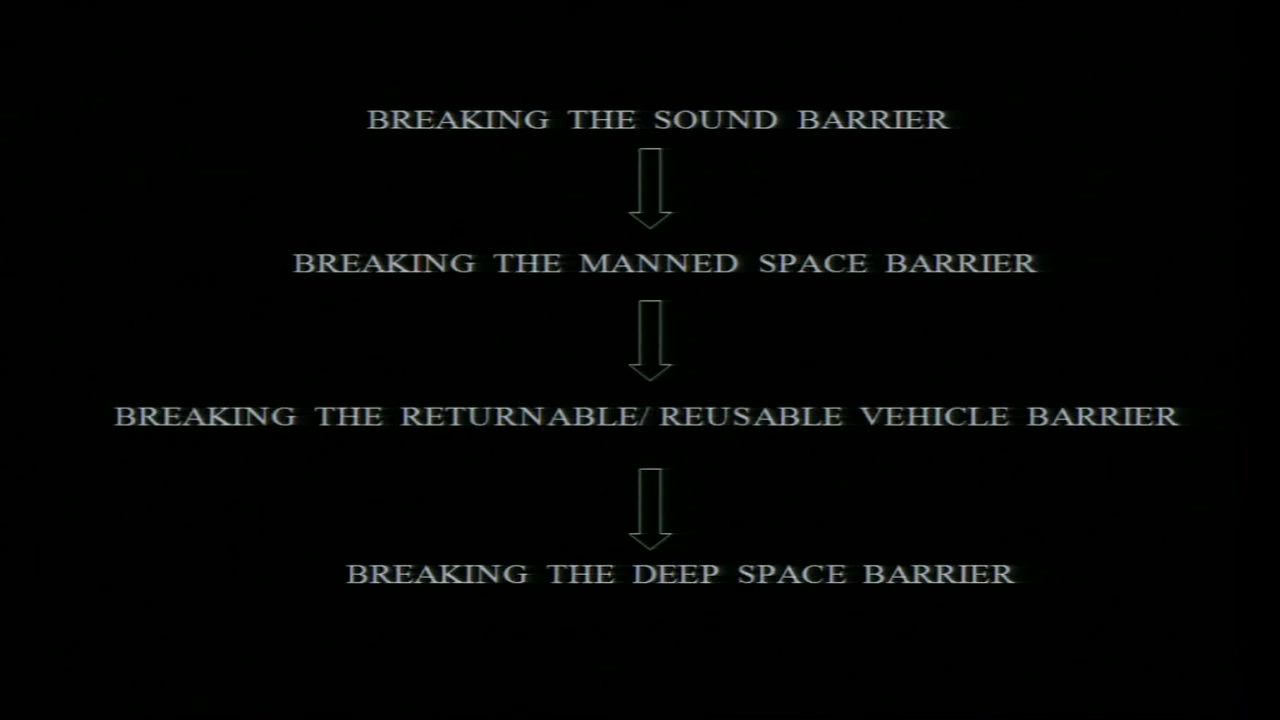 BREAKING THE SOUND BARRIER
BREAKING THE MANNED SPACE BARRIER
BREAKING THE RETURNABLE/ REUSABLE VEHICLE BARRIER
BREAKING THE DEEP SPACE BARRIER